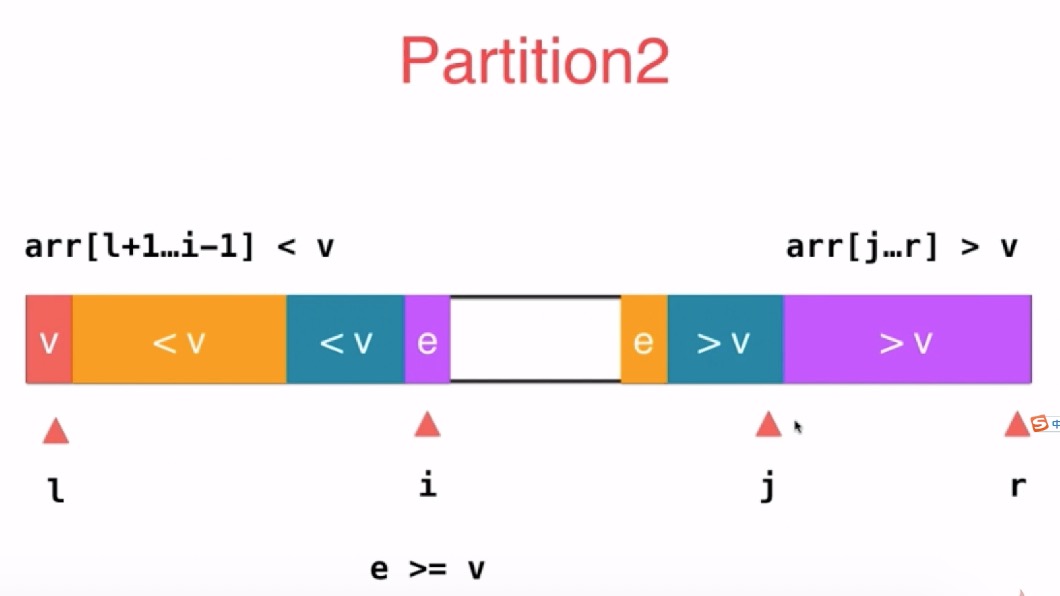 Partition2
arr[l+1…i-1] < v
arr[j…r] > v
v < v < v e e > v > v
l i j r
e >= v